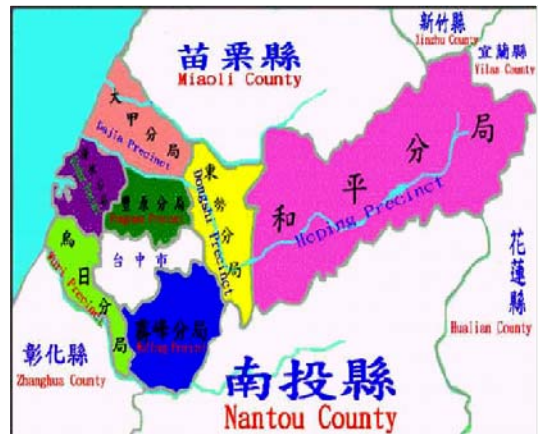 新竹縣
Xinzhu County
宜蘭縣
Yilan County
苗栗縣
Miaoli County
大甲分局
Dajia Precinct
東勢分局
Dongshi Precinct
和平分局
Heping Precinct
豐原分局
台中市
烏日分局
Wuri Precinct
霧峰分局
花蓮縣
Hualian County
彰化縣
Zhanghua County
南投縣
Nantou County